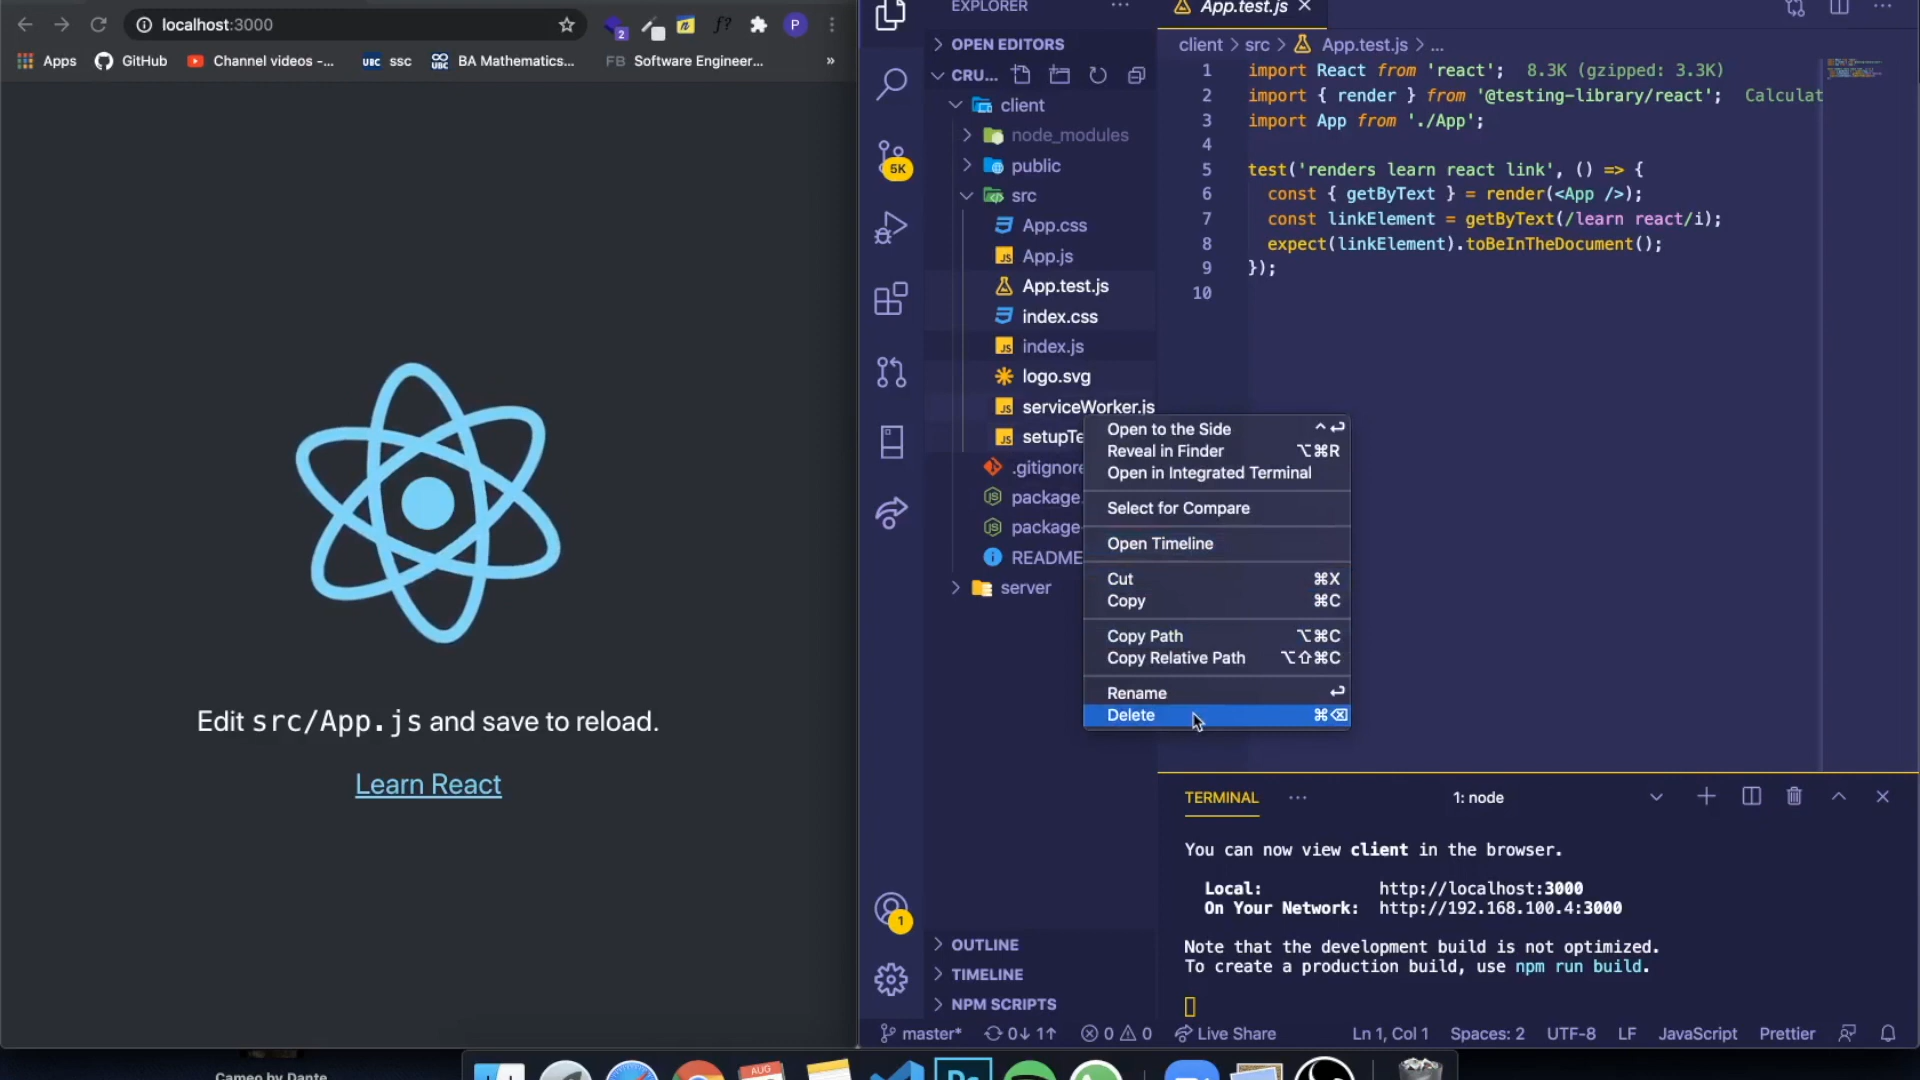 localhost:3000
2
P
Apps
GitHub
Channel videos -...
UBC ssc
UBC BA Mathematics...
FB Software Engineer...
»
Edit src/App.js and save to reload.
Learn React
EXPLORER
OPEN EDITORS
CRU...
client
node_modules
public
src
App.css
App.js
App.test.js
index.css
index.js
logo.svg
serviceWorker.js
setupTe
.gitignore
package.
package-
README
server
OUTLINE
TIMELINE
NPM SCRIPTS
5K
1
Open to the Side ^⏎
Reveal in Finder ⌥⌘R
Open in Integrated Terminal
Select for Compare
Open Timeline
Cut ⌘X
Copy ⌘C
Copy Path ⌥⌘C
Copy Relative Path ⌥⇧⌘C
Rename ⏎
Delete ⌘⌫
App.test.js
client > src > App.test.js > ...
1 import React from 'react'; 8.3K (gzipped: 3.3K)
2 import { render } from '@testing-library/react'; Calculat
3 import App from './App';
4
5 test('renders learn react link', () => {
6 const { getByText } = render(<App />);
7 const linkElement = getByText(/learn react/i);
8 expect(linkElement).toBeInTheDocument();
9 });
10
TERMINAL
1: node
You can now view client in the browser.
Local: http://localhost:3000
On Your Network: http://192.168.100.4:3000
Note that the development build is not optimized.
To create a production build, use npm run build.
master* 0↓ 1↑ 0 0 Live Share
Ln 1, Col 1 Spaces: 2 UTF-8 LF JavaScript Prettier
Cameo by Dante
AUG